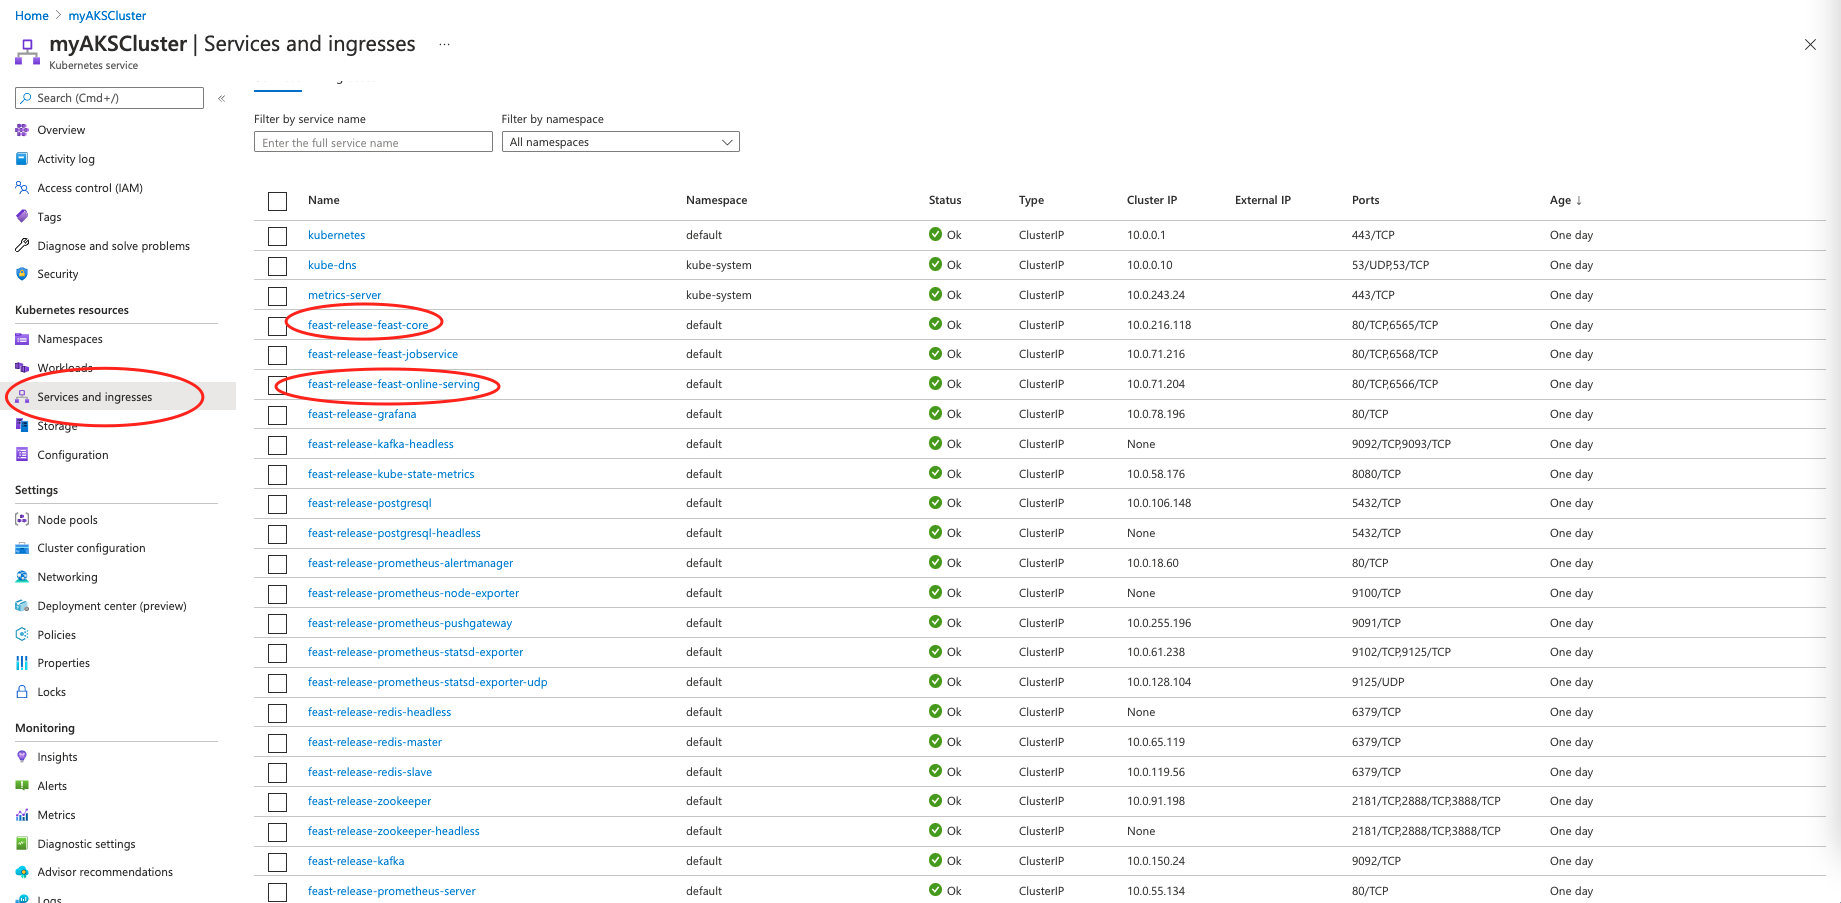 Home > myAKSCluster
myAKSCluster | Services and ingresses ...
Kubernetes service
Search (Cmd+/) «
Overview
Activity log
Access control (IAM)
Tags
Diagnose and solve problems
Security
Kubernetes resources
Namespaces
Workloads
Services and ingresses
Storage
Configuration
Settings
Node pools
Cluster configuration
Networking
Deployment center (preview)
Policies
Properties
Locks
Monitoring
Insights
Alerts
Metrics
Diagnostic settings
Advisor recommendations
Logs
Filter by service name Filter by namespace
Enter the full service name All namespaces
Name Namespace Status Type Cluster IP External IP Ports Age ↓
kubernetes default Ok ClusterIP 10.0.0.1 443/TCP One day
kube-dns kube-system Ok ClusterIP 10.0.0.10 53/UDP,53/TCP One day
metrics-server kube-system Ok ClusterIP 10.0.243.24 443/TCP One day
feast-release-feast-core default Ok ClusterIP 10.0.216.118 80/TCP,6565/TCP One day
feast-release-feast-jobservice default Ok ClusterIP 10.0.71.216 80/TCP,6568/TCP One day
feast-release-feast-online-serving default Ok ClusterIP 10.0.71.204 80/TCP,6566/TCP One day
feast-release-grafana default Ok ClusterIP 10.0.78.196 80/TCP One day
feast-release-kafka-headless default Ok ClusterIP None 9092/TCP,9093/TCP One day
feast-release-kube-state-metrics default Ok ClusterIP 10.0.58.176 8080/TCP One day
feast-release-postgresql default Ok ClusterIP 10.0.106.148 5432/TCP One day
feast-release-postgresql-headless default Ok ClusterIP None 5432/TCP One day
feast-release-prometheus-alertmanager default Ok ClusterIP 10.0.18.60 80/TCP One day
feast-release-prometheus-node-exporter default Ok ClusterIP None 9100/TCP One day
feast-release-prometheus-pushgateway default Ok ClusterIP 10.0.255.196 9091/TCP One day
feast-release-prometheus-statsd-exporter default Ok ClusterIP 10.0.61.238 9102/TCP,9125/TCP One day
feast-release-prometheus-statsd-exporter-udp default Ok ClusterIP 10.0.128.104 9125/UDP One day
feast-release-redis-headless default Ok ClusterIP None 6379/TCP One day
feast-release-redis-master default Ok ClusterIP 10.0.65.119 6379/TCP One day
feast-release-redis-slave default Ok ClusterIP 10.0.119.56 6379/TCP One day
feast-release-zookeeper default Ok ClusterIP 10.0.91.198 2181/TCP,2888/TCP,3888/TCP One day
feast-release-zookeeper-headless default Ok ClusterIP None 2181/TCP,2888/TCP,3888/TCP One day
feast-release-kafka default Ok ClusterIP 10.0.150.24 9092/TCP One day
feast-release-prometheus-server default Ok ClusterIP 10.0.55.134 80/TCP One day